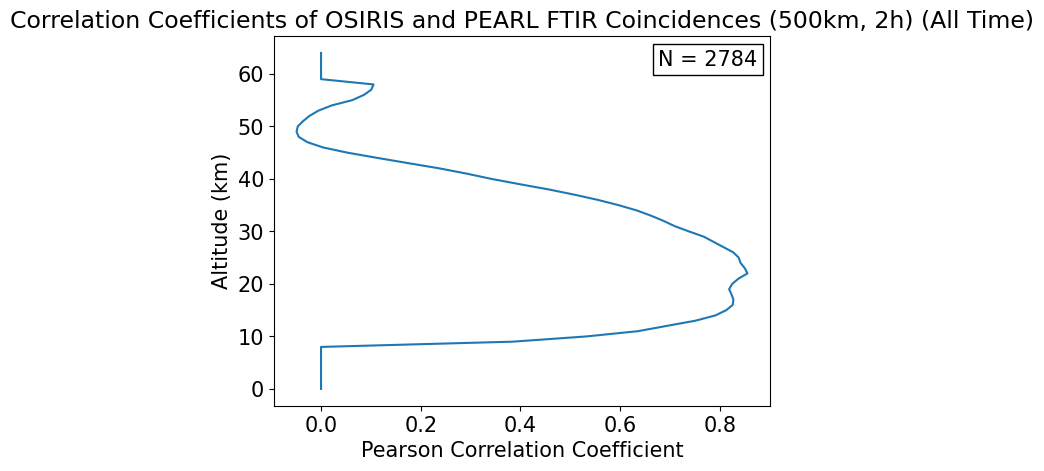 Correlation Coefficients of OSIRIS and PEARL FTIR Coincidences (500km, 2h) (All Time)
N = 2784
60
50
40
30
20
10
0
Altitude (km)
0.0 0.2 0.4 0.6 0.8
Pearson Correlation Coefficient